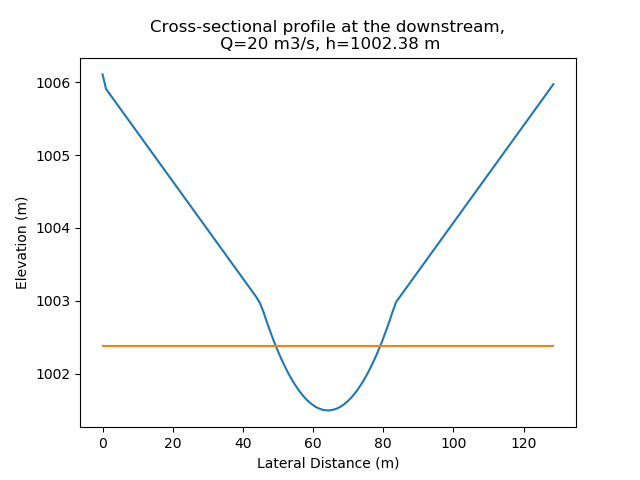 Cross-sectional profile at the downstream,
Q=20 m3/s, h=1002.38 m
1006
1005
1004
1003
1002
Elevation (m)
0 20 40 60 80 100 120
Lateral Distance (m)